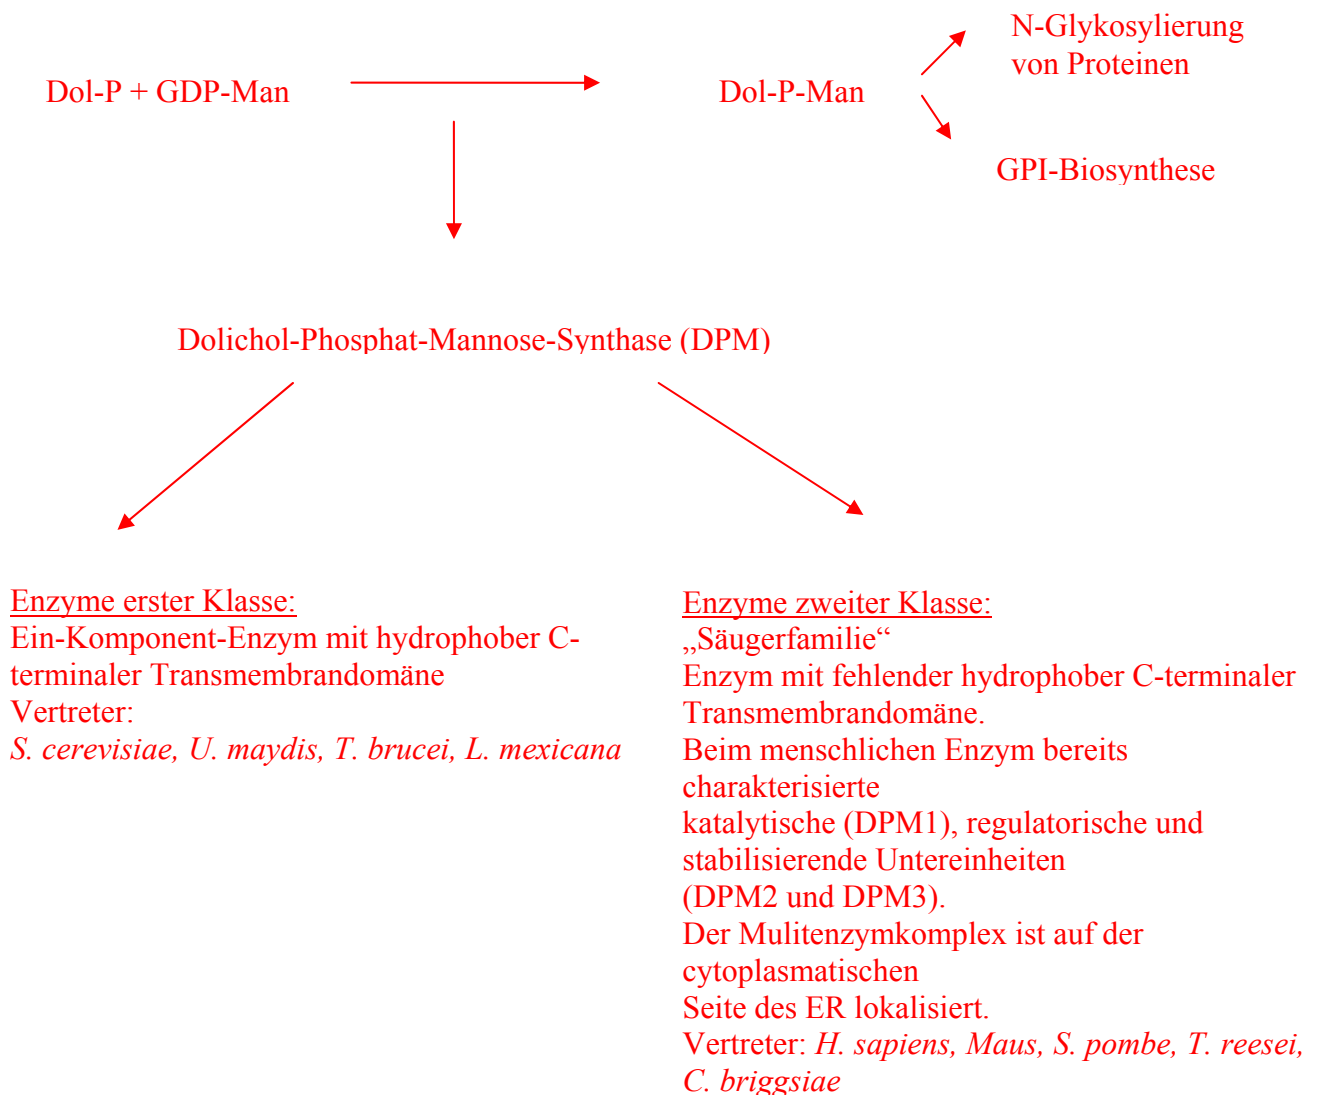 N-Glykosylierung
von Proteinen
Dol-P + GDP-Man
Dol-P-Man
GPI-Biosynthese
Dolichol-Phosphat-Mannose-Synthase (DPM)
Enzyme erster Klasse:
Ein-Komponent-Enzym mit hydrophober C-
terminaler Transmembrandomäne
Vertreter:
S. cerevisiae, U. maydis, T. brucei, L. mexicana
Enzyme zweiter Klasse:
„Säugerfamilie“
Enzym mit fehlender hydrophober C-terminaler
Transmembrandomäne.
Beim menschlichen Enzym bereits
charakterisierte
katalytische (DPM1), regulatorische und
stabilisierende Untereinheiten
(DPM2 und DPM3).
Der Mulitenzymkomplex ist auf der
cytoplasmatischen
Seite des ER lokalisiert.
Vertreter: H. sapiens, Maus, S. pombe, T. reesei,
C. briggsiae